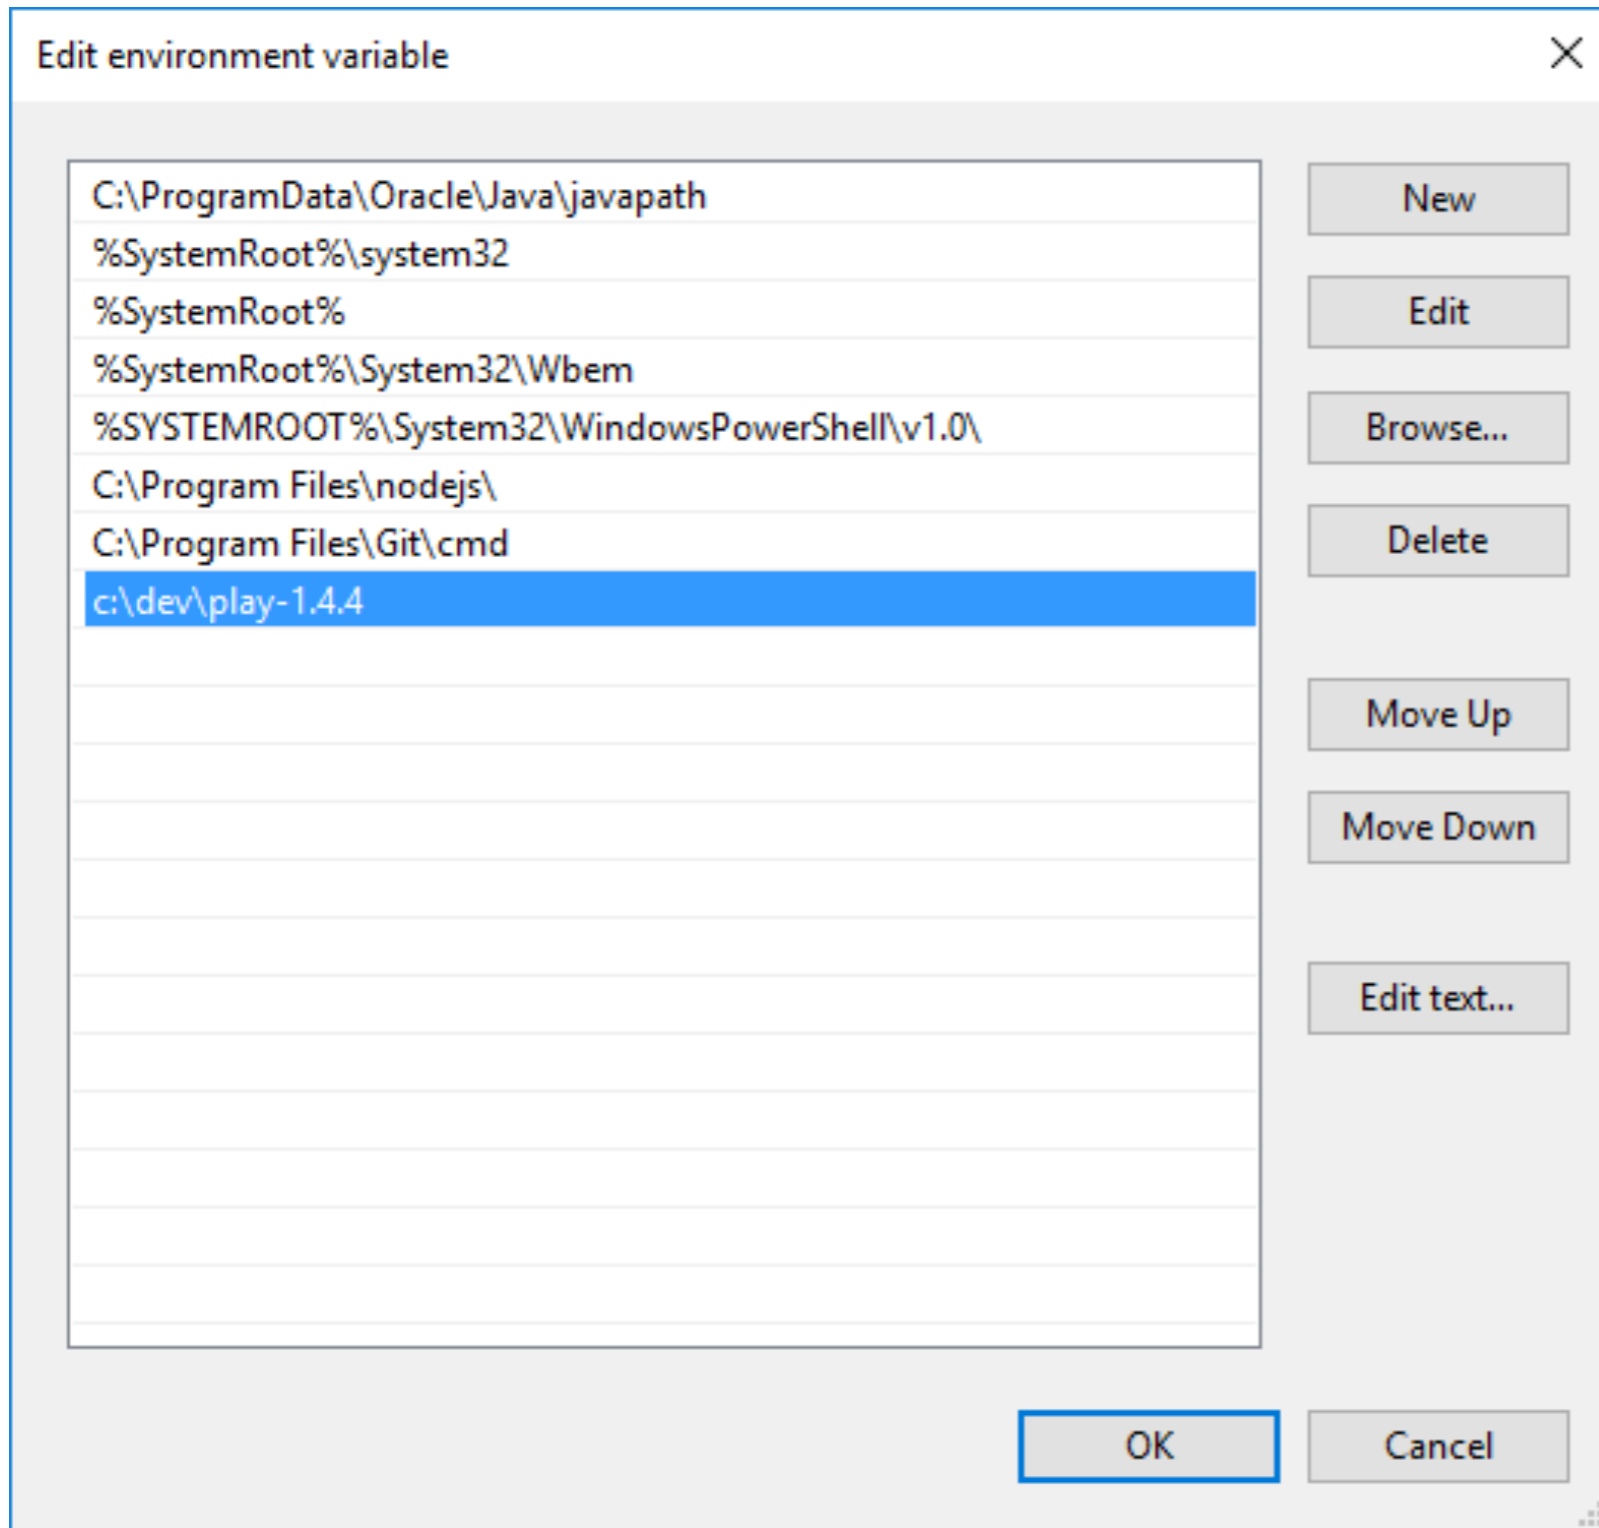 Edit environment variable
C:\ProgramData\Oracle\Java\javapath
%SystemRoot%\system32
%SystemRoot%
%SystemRoot%\System32\Wbem
%SYSTEMROOT%\System32\WindowsPowerShell\v1.0\
C:\Program Files\nodejs\
C:\Program Files\Git\cmd
c:\dev\play-1.4.4
New
Edit
Browse...
Delete
Move Up
Move Down
Edit text...
OK
Cancel